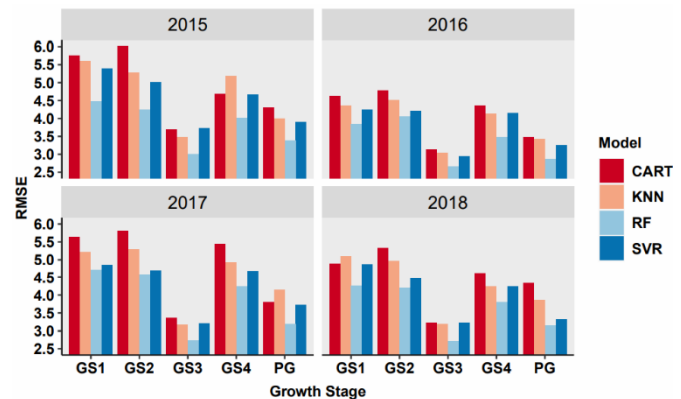 2015
2016
6.0
5.5
5.0
4.5
4.0
3.5
3.0
2.5
RMSE
2017
2018
6.0
5.5
5.0
4.5
4.0
3.5
3.0
2.5
GS1 GS2 GS3 GS4 PG
GS1 GS2 GS3 GS4 PG
Growth Stage
Model
CART
KNN
RF
SVR